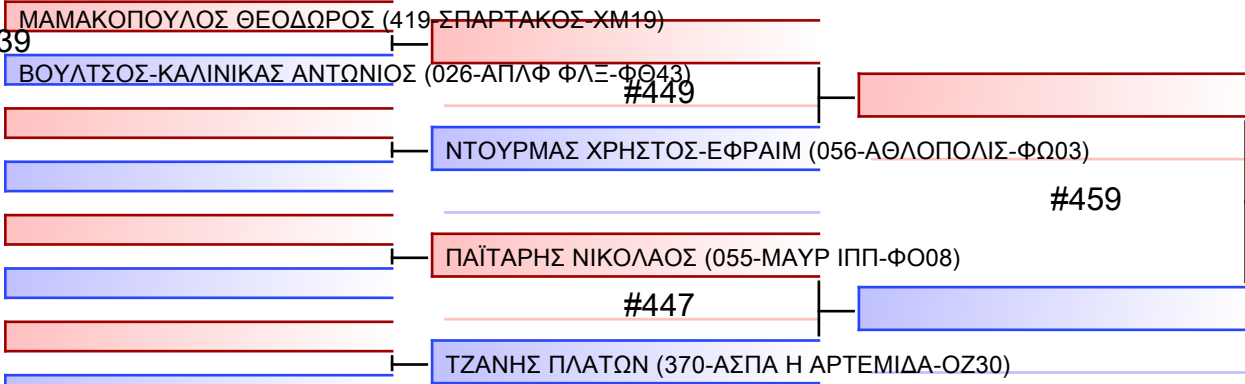 ΜΑΜΑΚΟΠΟΥΛΟΣ ΘΕΟΔΩΡΟΣ (419-ΣΠΑΡΤΑΚΟΣ-ΧΜ19)
39
ΒΟΥΛΤΣΟΣ-ΚΑΛΙΝΙΚΑΣ ΑΝΤΩΝΙΟΣ (026-ΑΠΛΦ ΦΛΞ-ΦΘ43)
#449
ΝΤΟΥΡΜΑΣ ΧΡΗΣΤΟΣ-ΕΦΡΑΙΜ (056-ΑΘΛΟΠΟΛΙΣ-ΦΩ03)
#459
ΠΑΪΤΑΡΗΣ ΝΙΚΟΛΑΟΣ (055-ΜΑΥΡ ΙΠΠ-ΦΟ08)
#447
ΤΖΑΝΗΣ ΠΛΑΤΩΝ (370-ΑΣΠΑ Η ΑΡΤΕΜΙΔΑ-ΟΖ30)